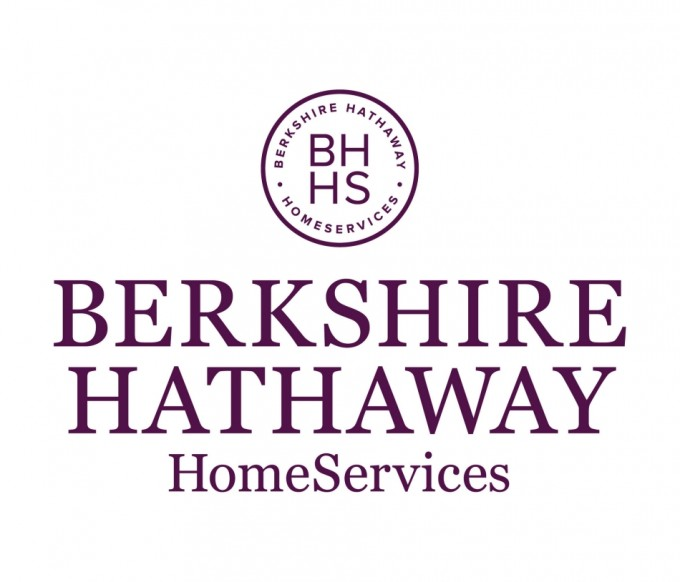 BERKSHIRE HATHAWAY
BH
HS
• HOMESERVICES •
BERKSHIRE
HATHAWAY
HomeServices